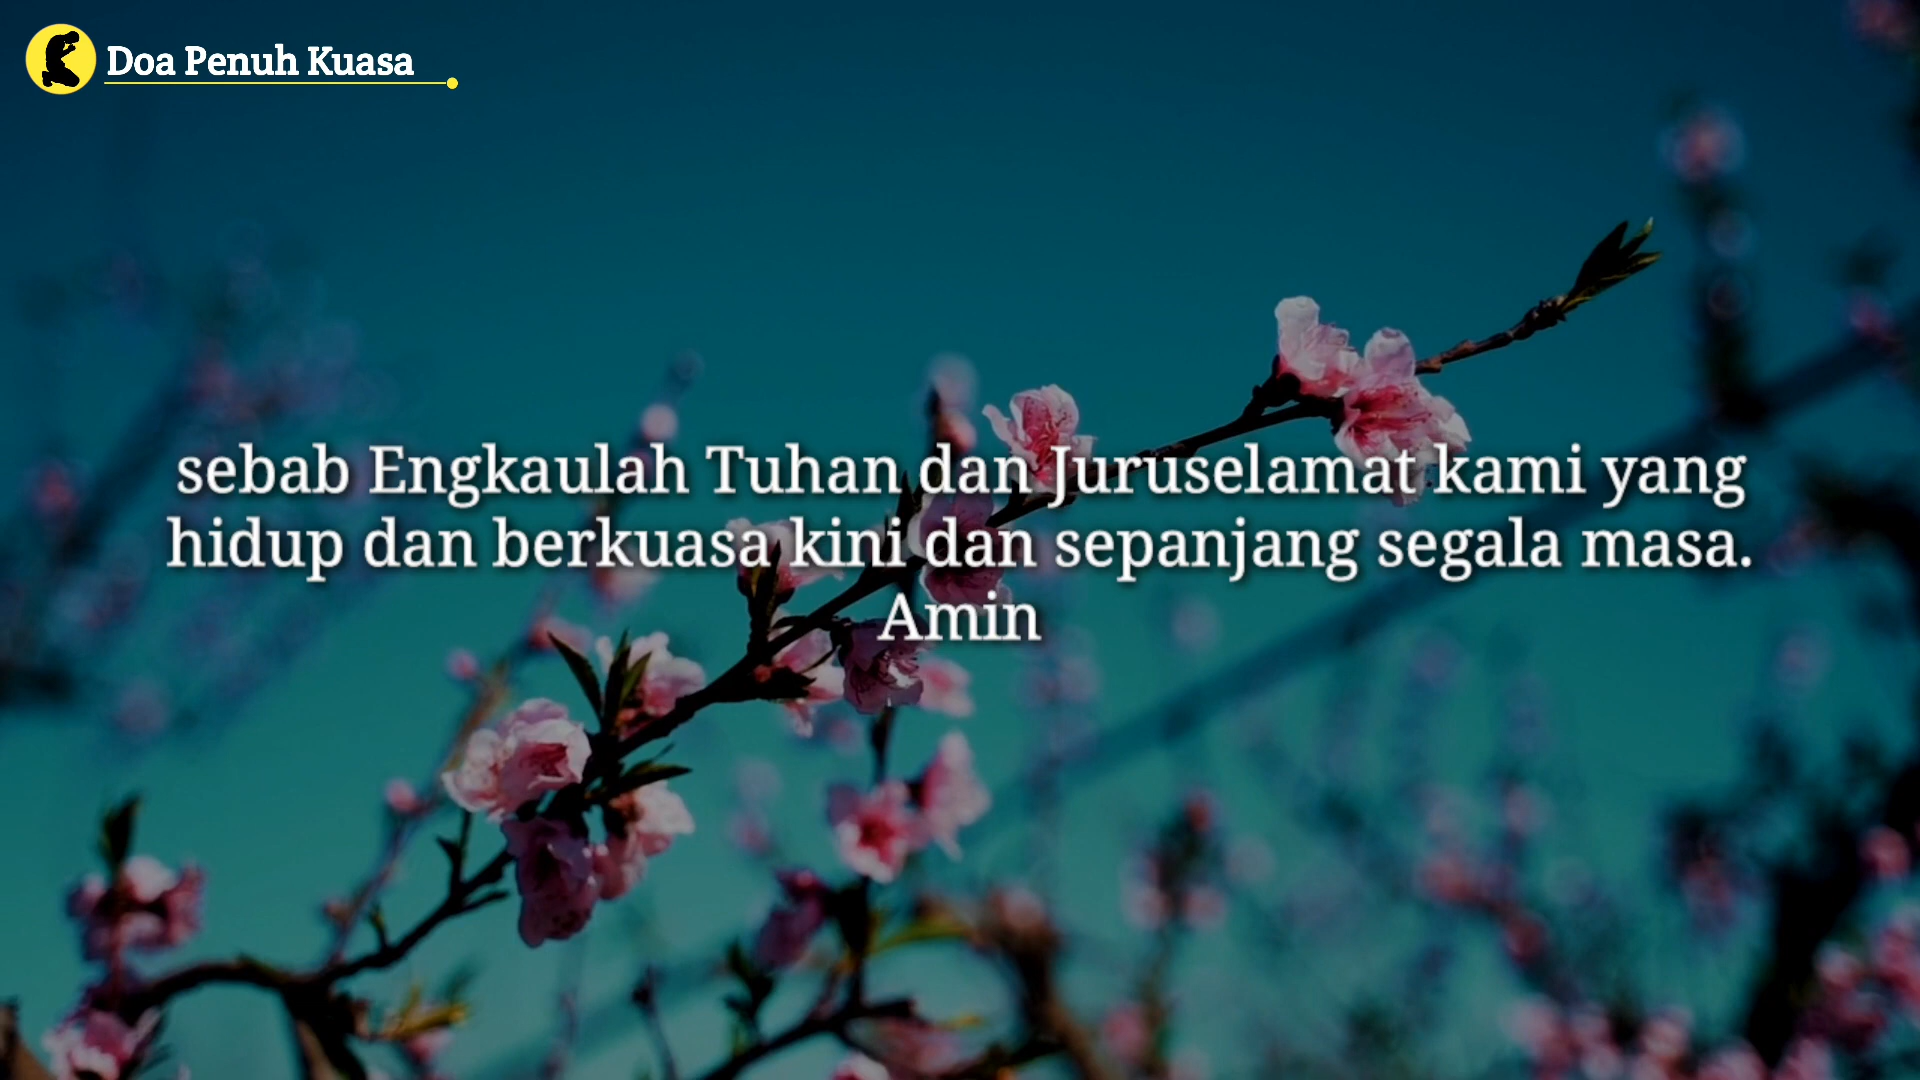 Doa Penuh Kuasa
sebab Engkaulah Tuhan dan Juruselamat kami yang
hidup dan berkuasa kini dan sepanjang segala masa.
Amin